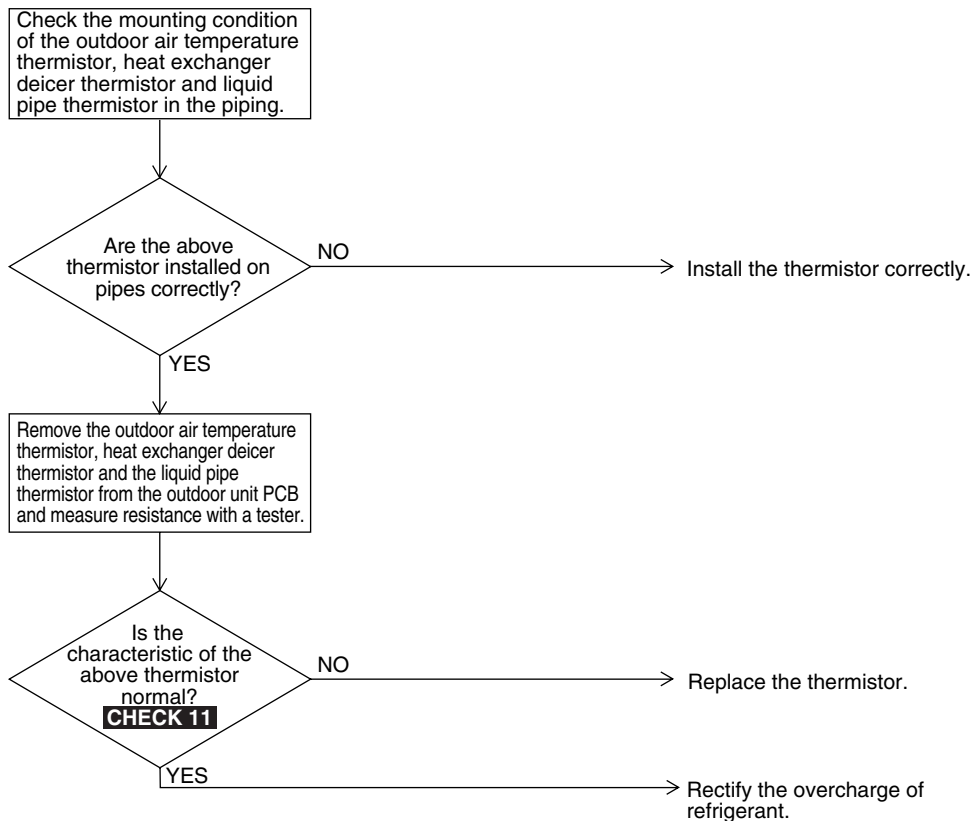 Check the mounting condition
of the outdoor air temperature
thermistor, heat exchanger
deicer thermistor and liquid
pipe thermistor in the piping.
Are the above
thermistor installed on
pipes correctly?
NO
Install the thermistor correctly.
YES
Remove the outdoor air temperature
thermistor, heat exchanger deicer
thermistor and the liquid pipe
thermistor from the outdoor unit PCB
and measure resistance with a tester.
Is the
characteristic of the
above thermistor
normal?
CHECK 11
NO
Replace the thermistor.
YES
Rectify the overcharge of
refrigerant.